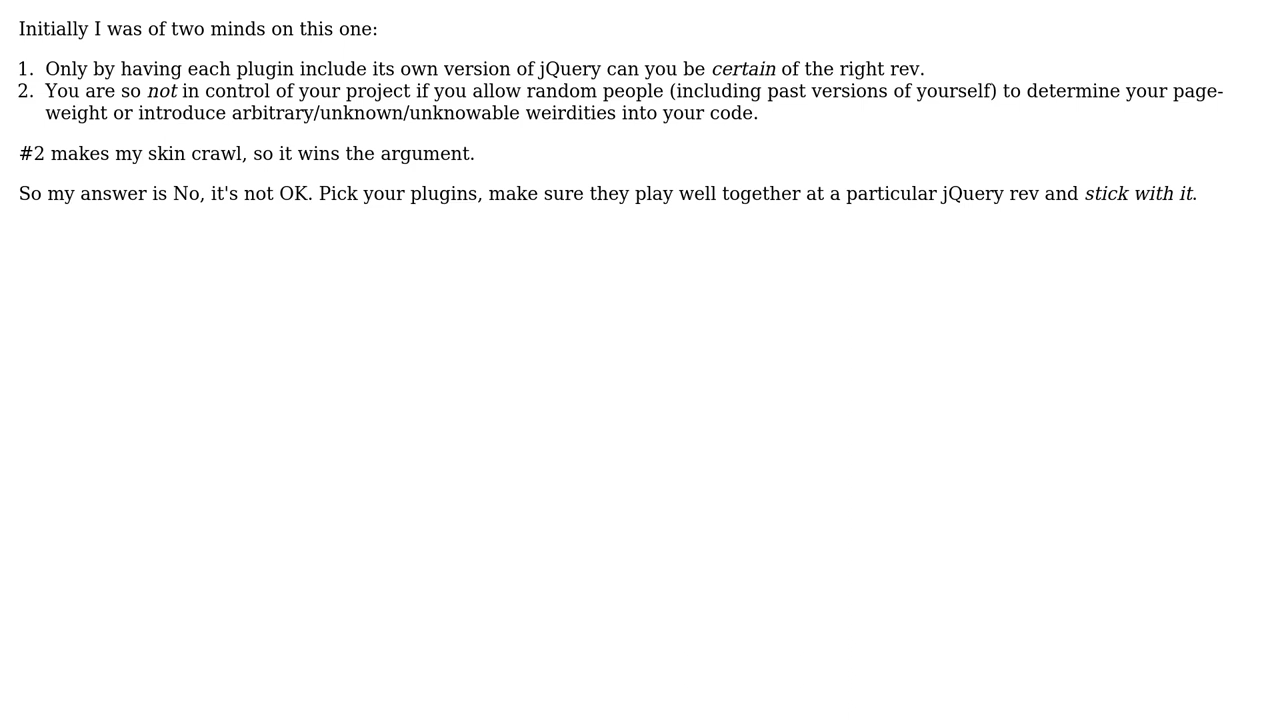 Initially I was of two minds on this one:
1. Only by having each plugin include its own version of jQuery can you be certain of the right rev.
2. You are so not in control of your project if you allow random people (including past versions of yourself) to determine your page-
weight or introduce arbitrary/unknown/unknowable weirdities into your code.
#2 makes my skin crawl, so it wins the argument.
So my answer is No, it's not OK. Pick your plugins, make sure they play well together at a particular jQuery rev and stick with it.